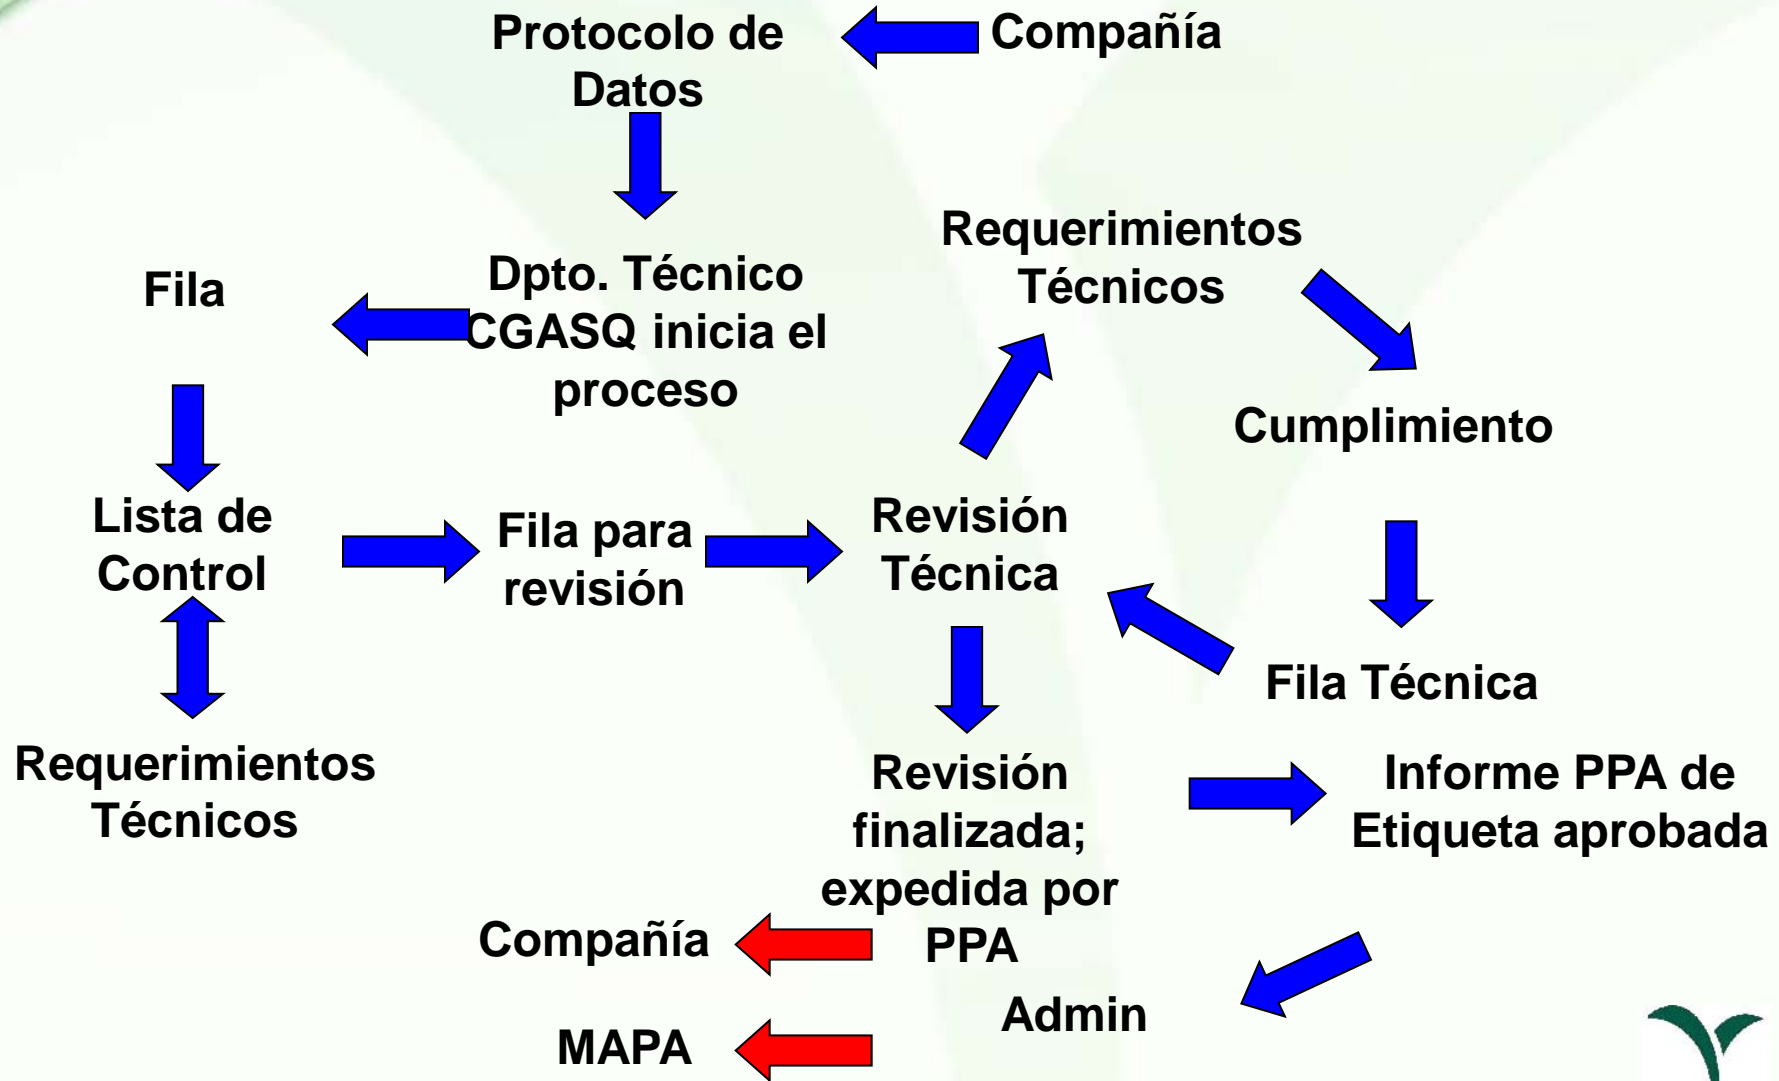 Protocolo de
Datos
Compañía
Requerimientos
Técnicos
Fila
Dpto. Técnico
CGASQ inicia el
proceso
Cumplimiento
Lista de
Control
Fila para
revisión
Revisión
Técnica
Fila Técnica
Requerimientos
Técnicos
Revisión
finalizada;
expedida por
PPA
Informe PPA de
Etiqueta aprobada
Compañía
Admin
MAPA